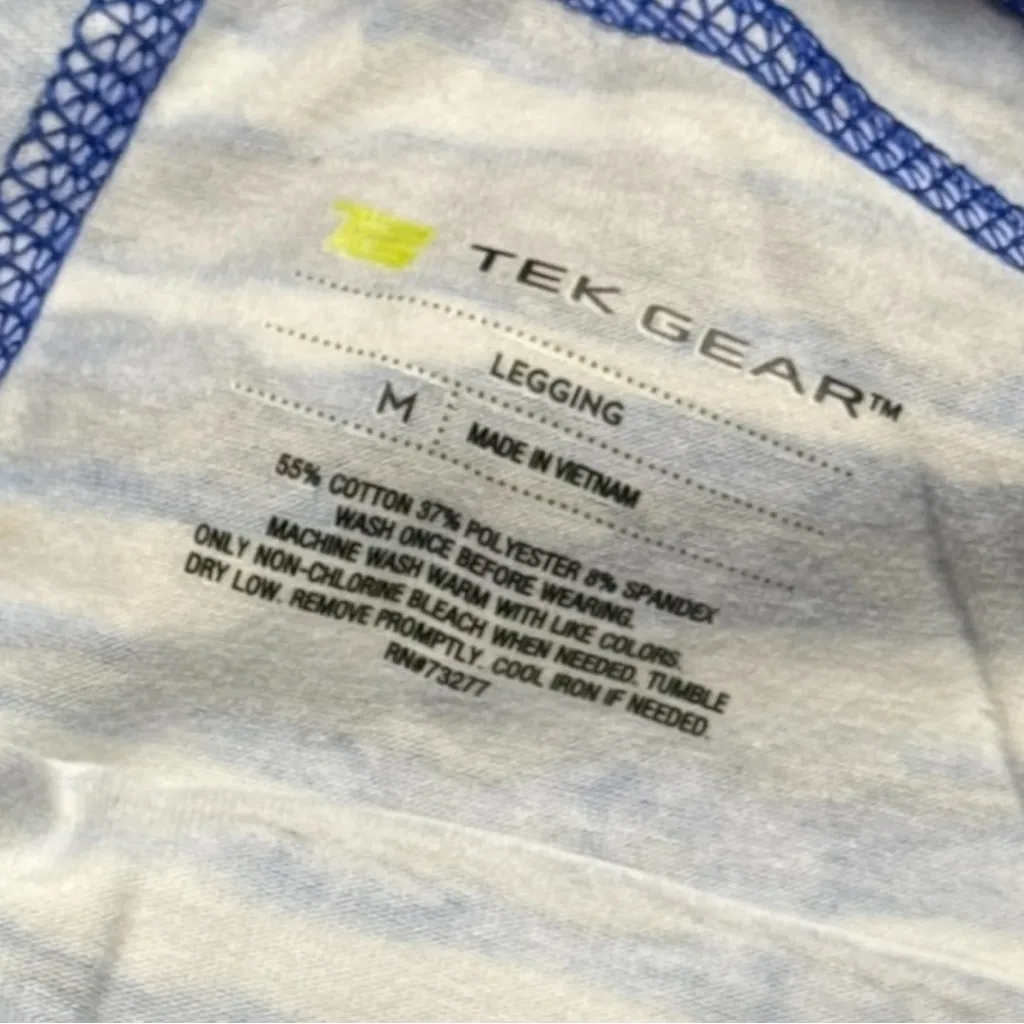 TEK GEAR™
LEGGING
M
MADE IN VIETNAM
55% COTTON 37% POLYESTER 8% SPANDEX
WASH ONCE BEFORE WEARING.
MACHINE WASH WARM WITH LIKE COLORS.
ONLY NON-CHLORINE BLEACH WHEN NEEDED. TUMBLE
DRY LOW. REMOVE PROMPTLY. COOL IRON IF NEEDED.
RN#73277